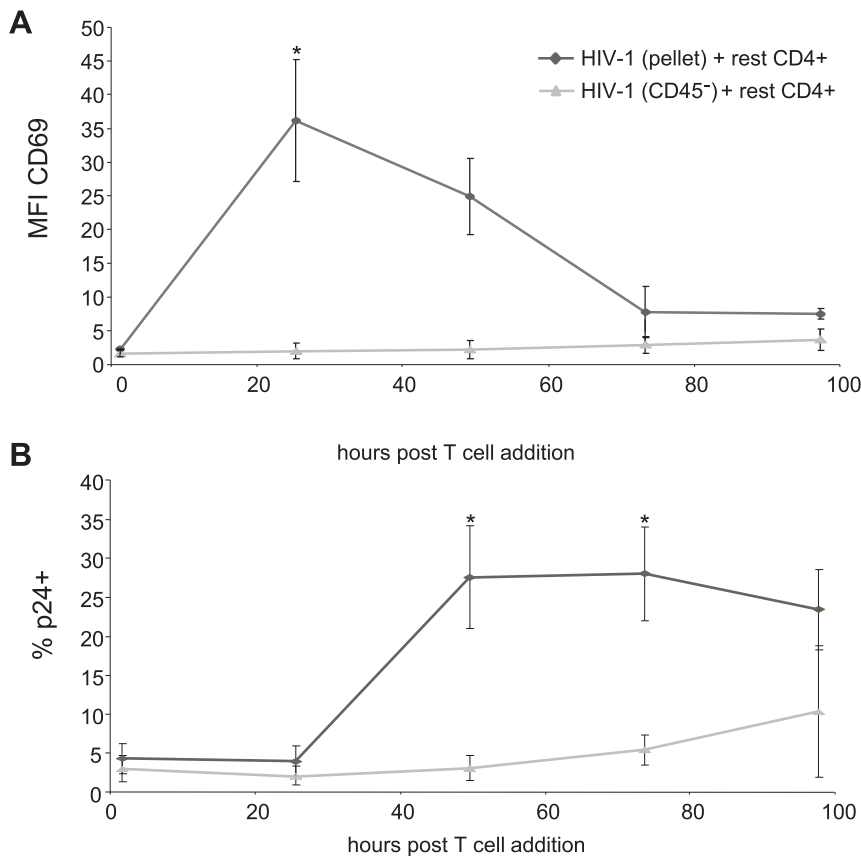 A
MFI CD69
50
45
40
35
30
25
20
15
10
5
0
*
HIV-1 (pellet) + rest CD4+
HIV-1 (CD45⁻) + rest CD4+
0 20 40 60 80 100
hours post T cell addition
B
% p24+
40
35
30
25
20
15
10
5
0
* *
0 20 40 60 80 100
hours post T cell addition